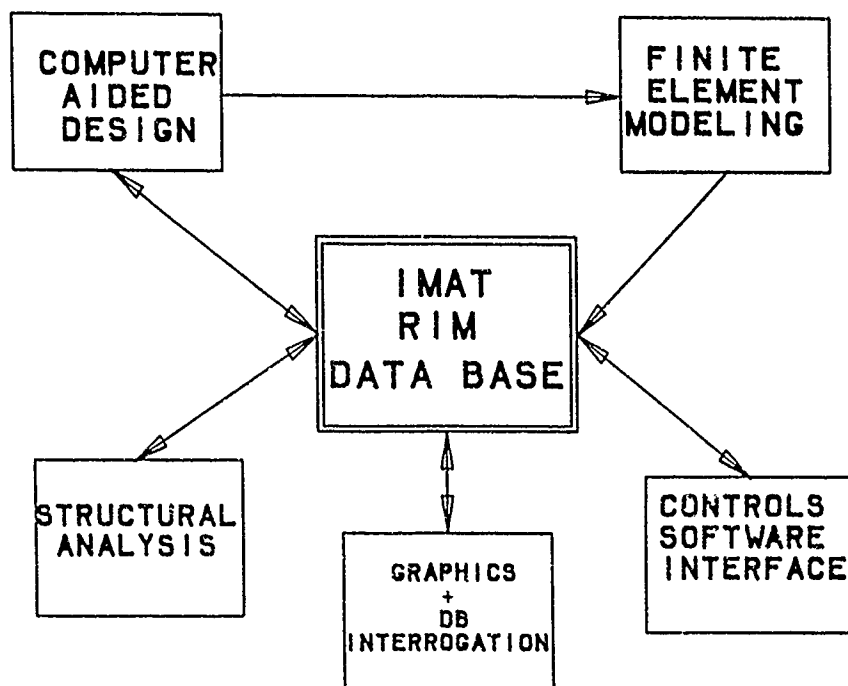 COMPUTER
AIDED
DESIGN
FINITE
ELEMENT
MODELING
IMAT
RIM
DATA BASE
STRUCTURAL
ANALYSIS
GRAPHICS
+
DB
INTERROGATION
CONTROLS
SOFTWARE
INTERFACE